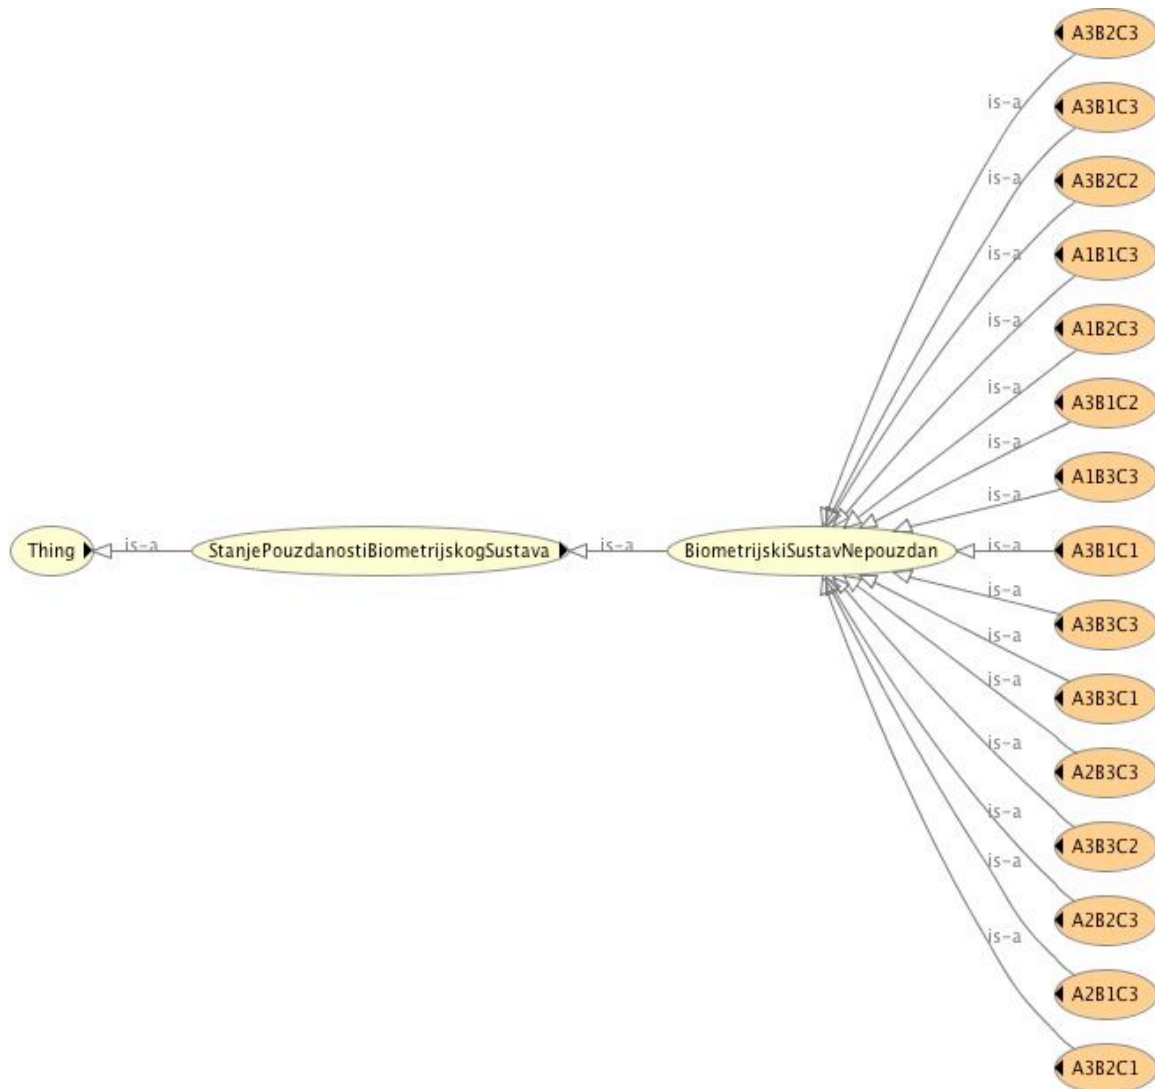 A3B2C3
is-a
A3B1C3
is-a
A3B2C2
is-a
A1B1C3
is-a
A1B2C3
is-a
A3B1C2
is-a
A1B3C3
is-a
Thing
is-a
StanjePouzdanostiBiometrijskogSustava
is-a
BiometrijskiSustavNepouzdan
is-a
A3B1C1
is-a
A3B3C3
is-a
A3B3C1
is-a
A2B3C3
is-a
A3B3C2
is-a
A2B2C3
is-a
A2B1C3
is-a
A3B2C1